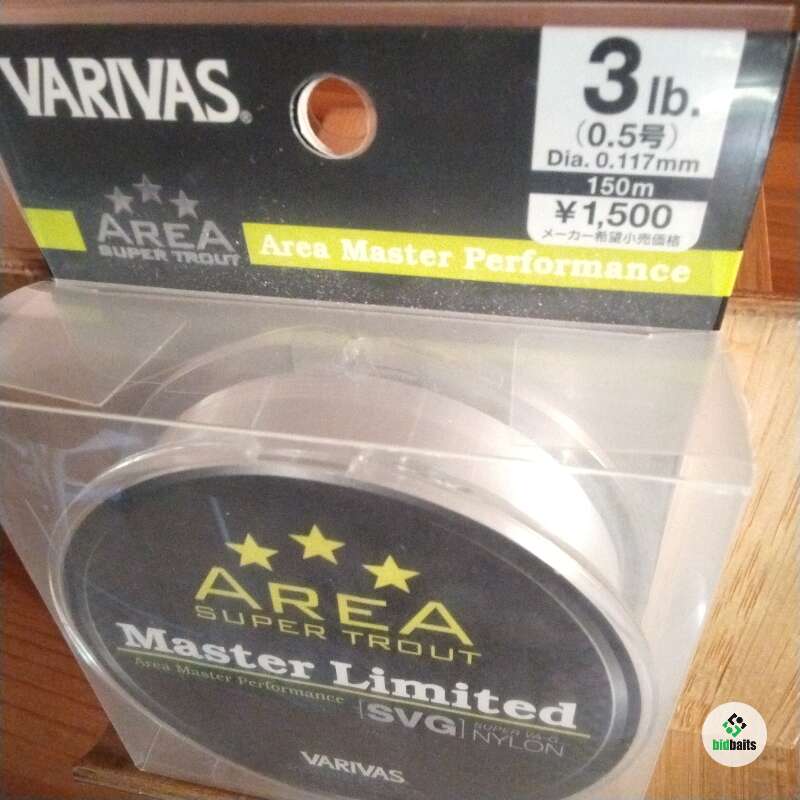 VARIVAS®
3 lb.
(0.5号)
Dia. 0.117mm
150m
¥1,500
メーカー希望小売価格
AREA
SUPER TROUT
Area Master Performance
AREA
SUPER TROUT
Master Limited
Area Master Performance
[SVG] SUPER VA-G
NYLON
VARIVAS
bidbaits